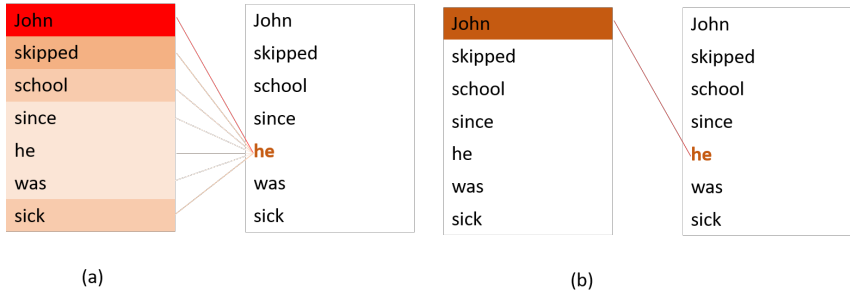 John
skipped
school
since
he
was
sick
John
skipped
school
since
he
was
sick
(a)
John
skipped
school
since
he
was
sick
John
skipped
school
since
he
was
sick
(b)